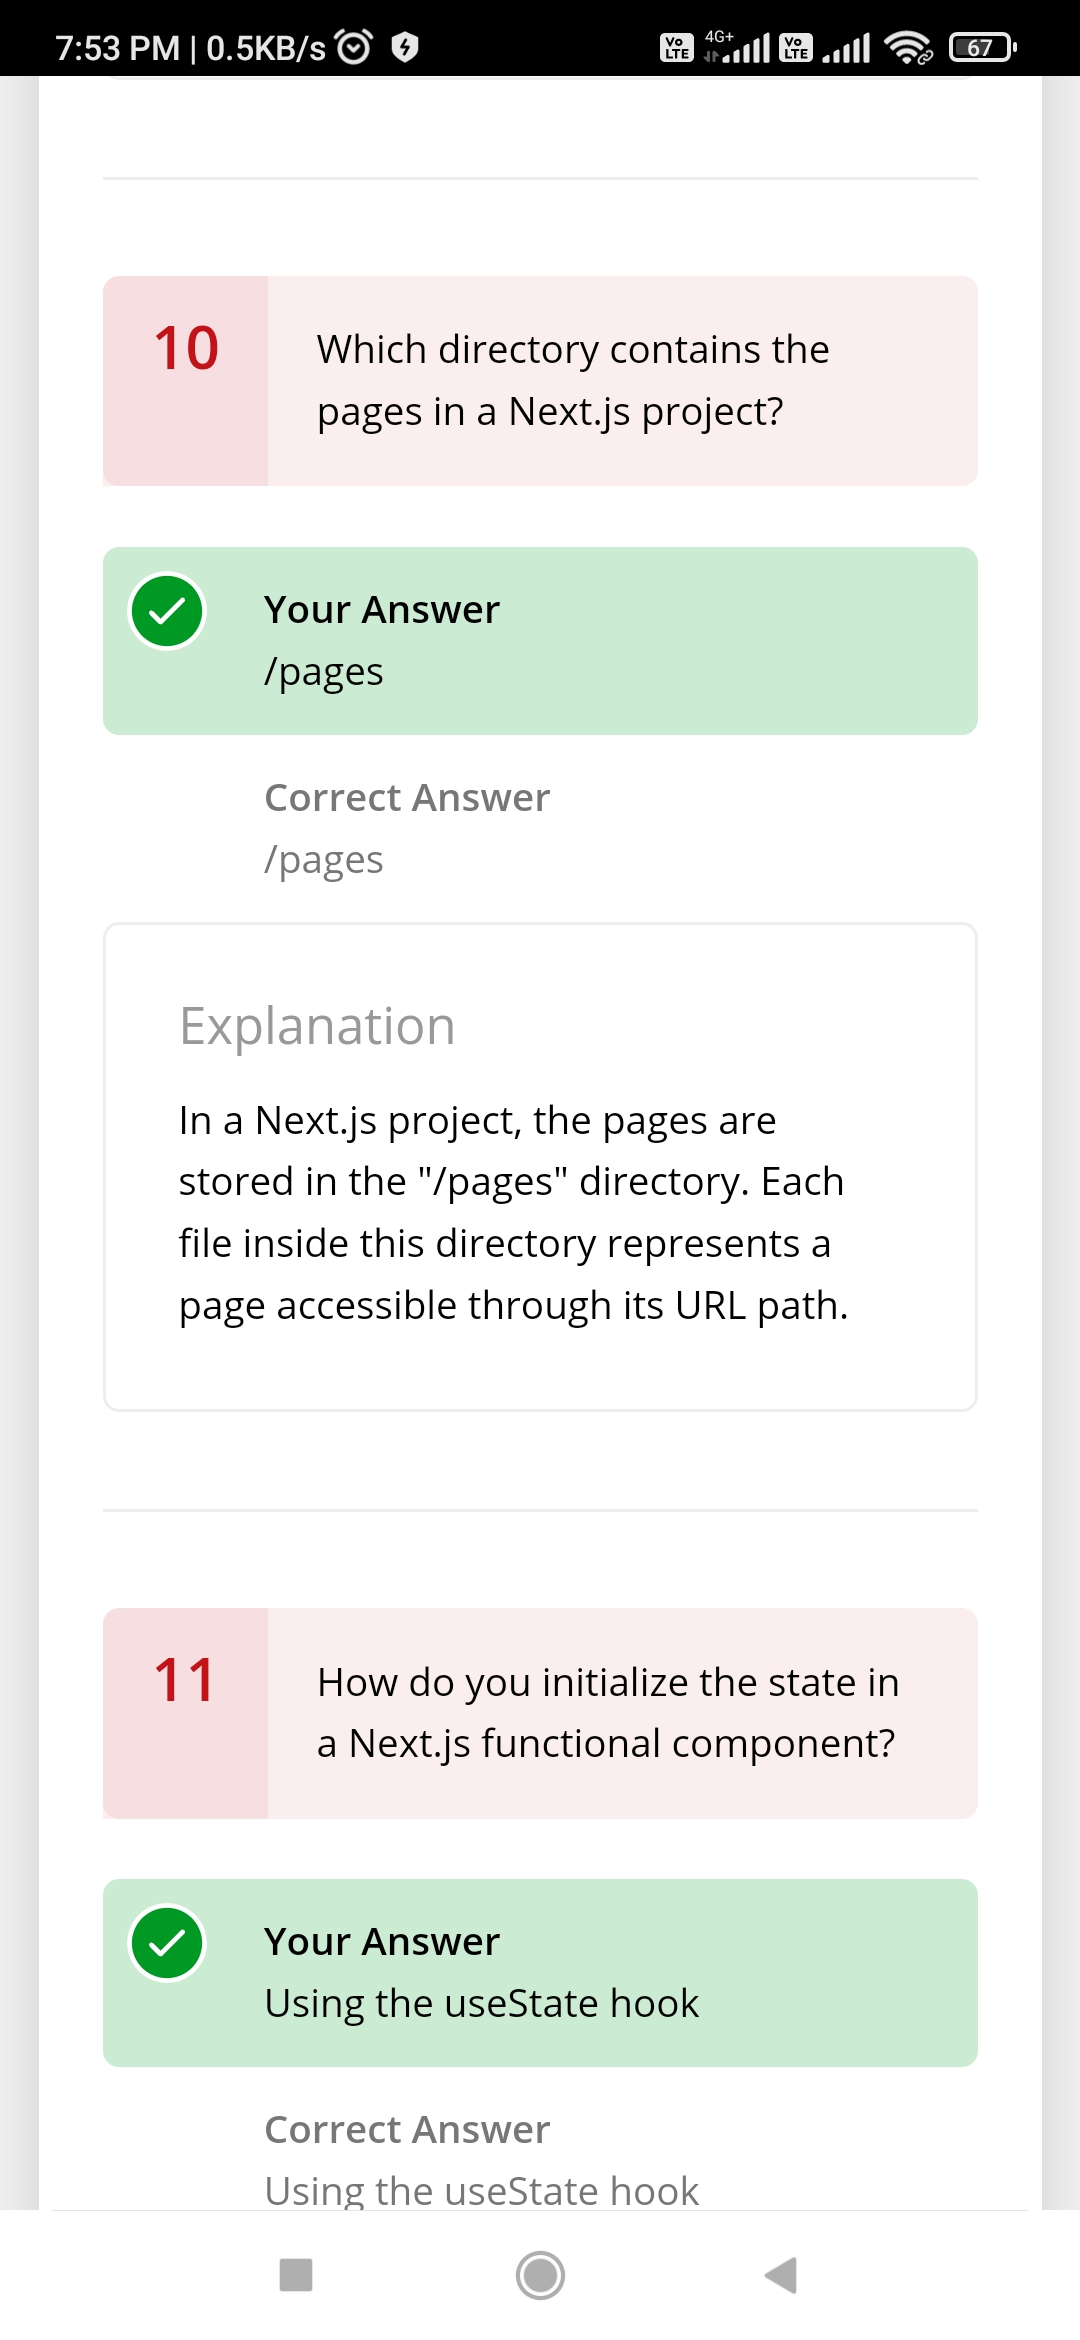 7:53 PM | 0.5KB/s
Vo LTE 4G+ Vo LTE 67
10
Which directory contains the
pages in a Next.js project?
Your Answer
/pages
Correct Answer
/pages
Explanation
In a Next.js project, the pages are
stored in the "/pages" directory. Each
file inside this directory represents a
page accessible through its URL path.
11
How do you initialize the state in
a Next.js functional component?
Your Answer
Using the useState hook
Correct Answer
Using the useState hook